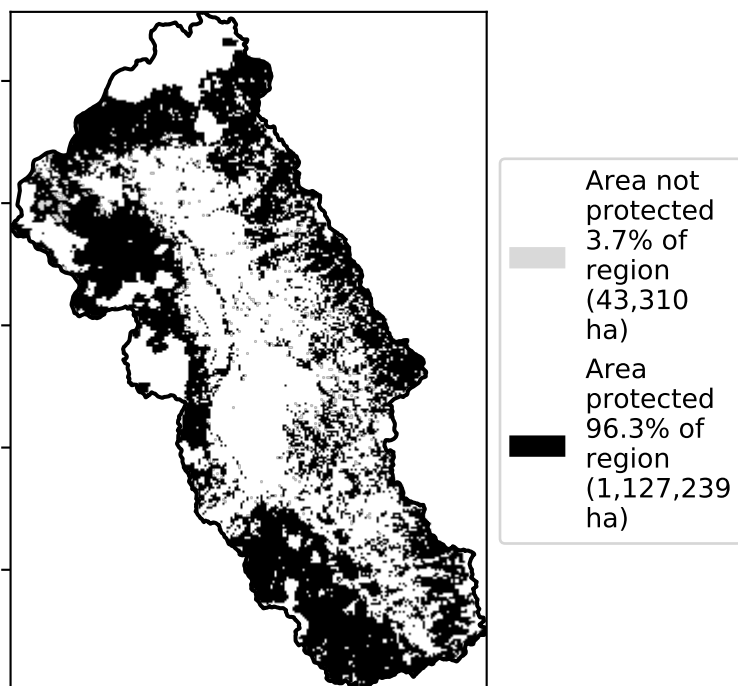 Area not
protected
3.7% of
region
(43,310
ha)
Area
protected
96.3% of
region
(1,127,239
ha)